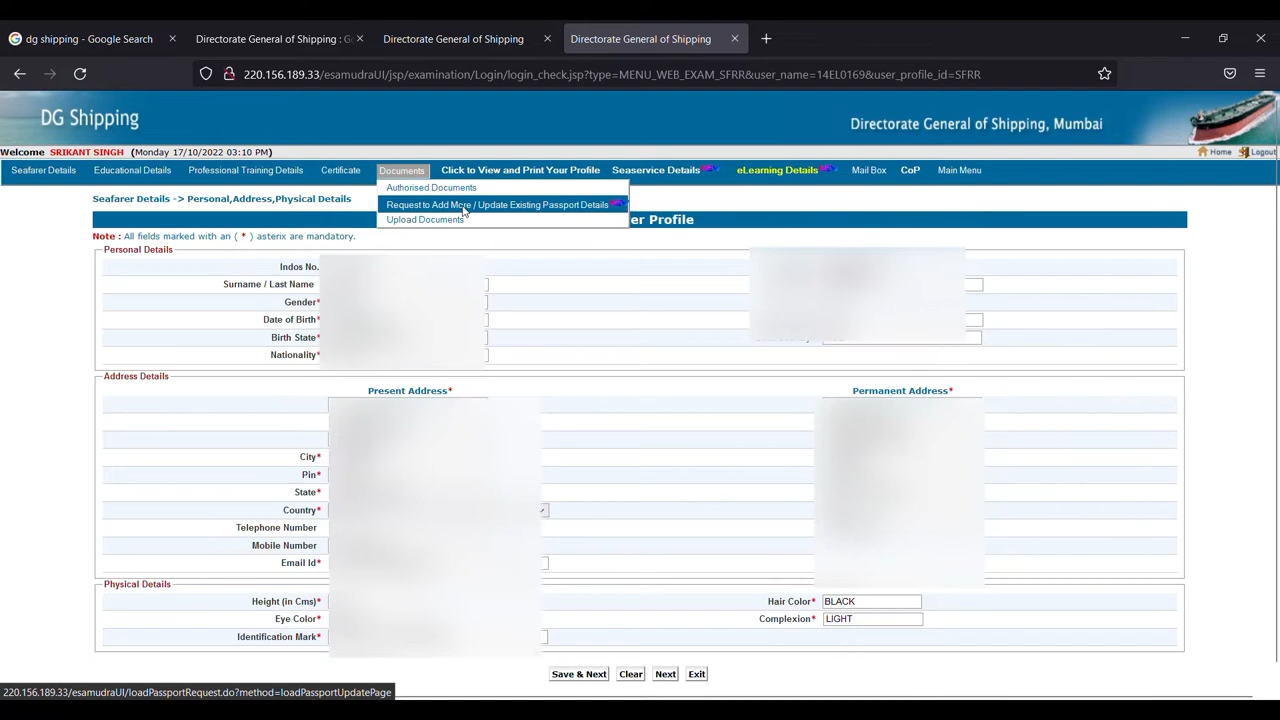 dg shipping - Google Search
Directorate General of Shipping : Go
Directorate General of Shipping
Directorate General of Shipping
220.156.189.33/esamudraUI/jsp/examination/Login/login_check.jsp?type=MENU_WEB_EXAM_SFRR&user_name=14EL0169&user_profile_id=SFRR
DG Shipping
Directorate General of Shipping, Mumbai
Welcome SRIKANT SINGH (Monday 17/10/2022 03:10 PM)
Home Logout
Seafarer Details Educational Details Professional Training Details Certificate Documents Click to View and Print Your Profile Seaservice Details eLearning Details Mail Box CoP Main Menu
Authorised Documents
Request to Add More / Update Existing Passport Details
Upload Documents
Seafarer Details -> Personal,Address,Physical Details
er Profile
Note : All fields marked with an ( * ) asterix are mandatory.
Personal Details
Indos No.
Surname / Last Name
Gender*
Date of Birth*
Birth State*
Nationality*
Address Details
Present Address* Permanent Address*
City*
Pin*
State*
Country*
Telephone Number
Mobile Number
Email Id*
Physical Details
Height (in Cms)* Hair Color* BLACK
Eye Color* Complexion* LIGHT
Identification Mark*
Save & Next Clear Next Exit
220.156.189.33/esamudraUI/loadPassportRequest.do?method=loadPassportUpdatePage